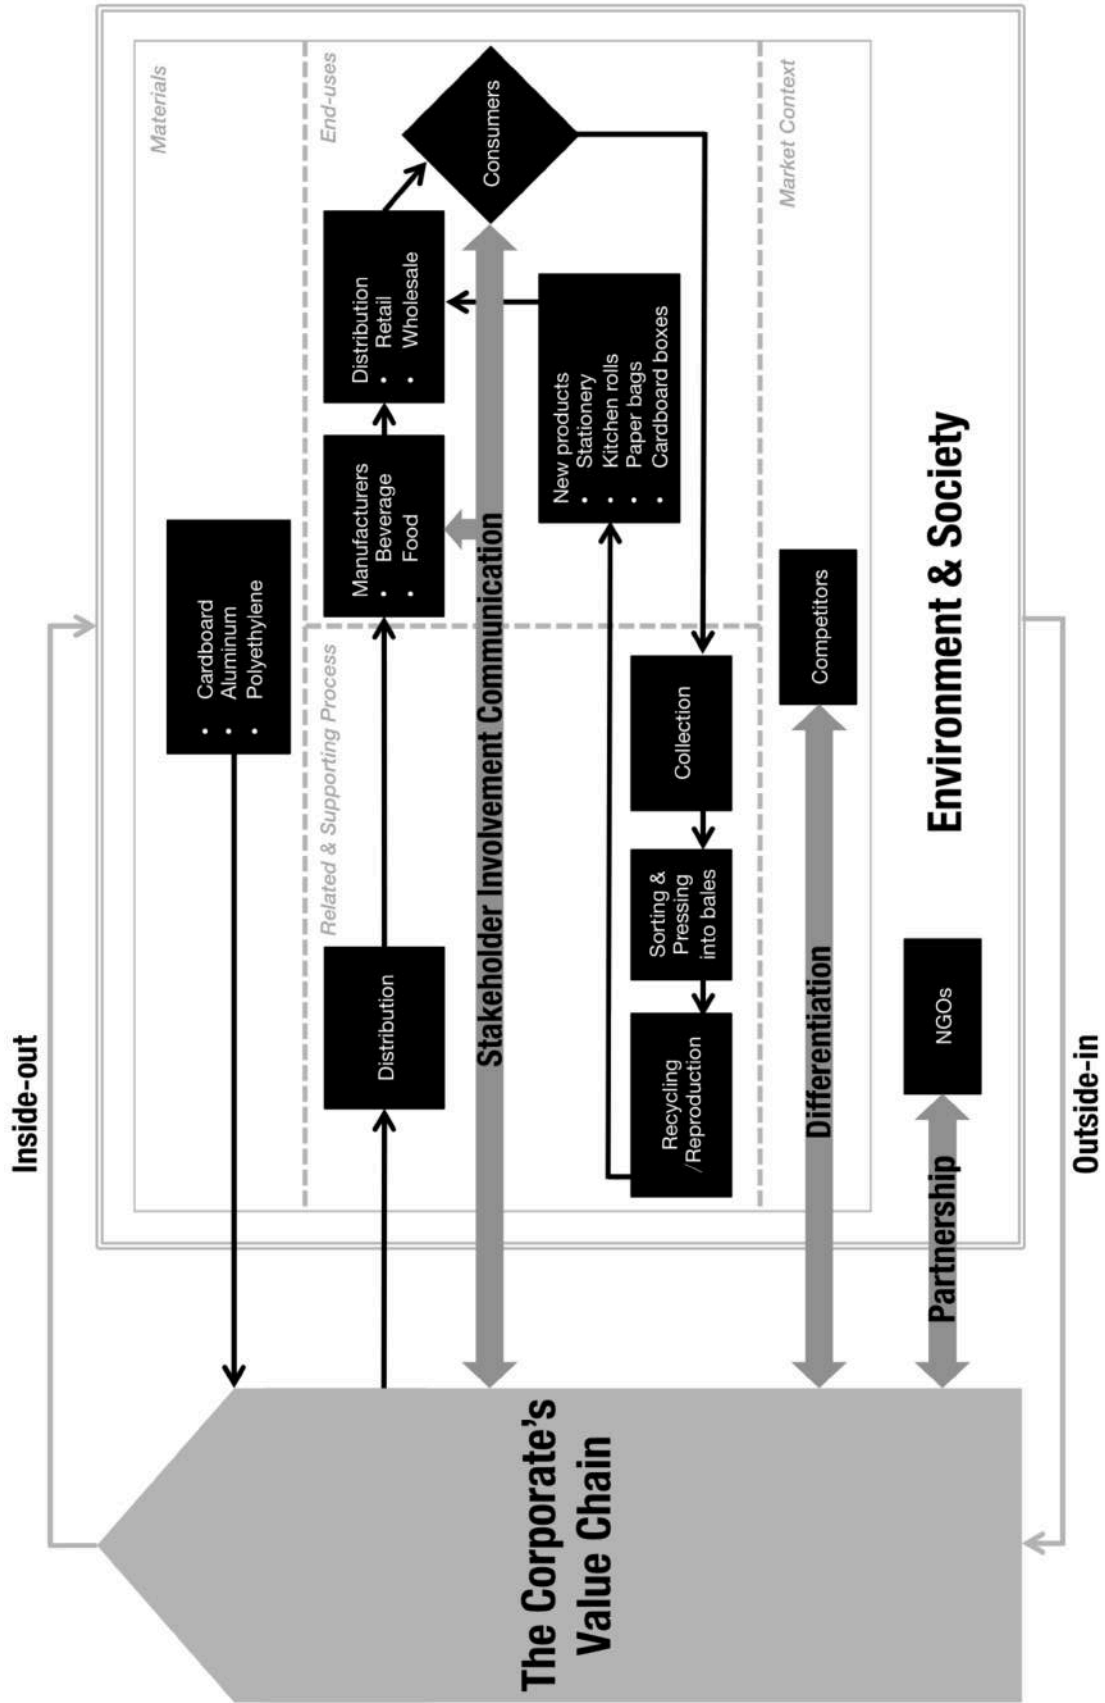 Inside-out
Materials
• Cardboard
• Aluminum
• Polyethylene
Related & Supporting Process
End-uses
Distribution
Manufacturers
• Beverage
• Food
Distribution
• Retail
• Wholesale
Consumers
Stakeholder Involvement Communication
The Corporate's
Value Chain
New products
• Stationery
• Kitchen rolls
• Paper bags
• Cardboard boxes
Recycling
/Reproduction
Sorting &
Pressing
into bales
Collection
Market Context
Differentiation
Competitors
Partnership
NGOs
Environment & Society
Outside-in